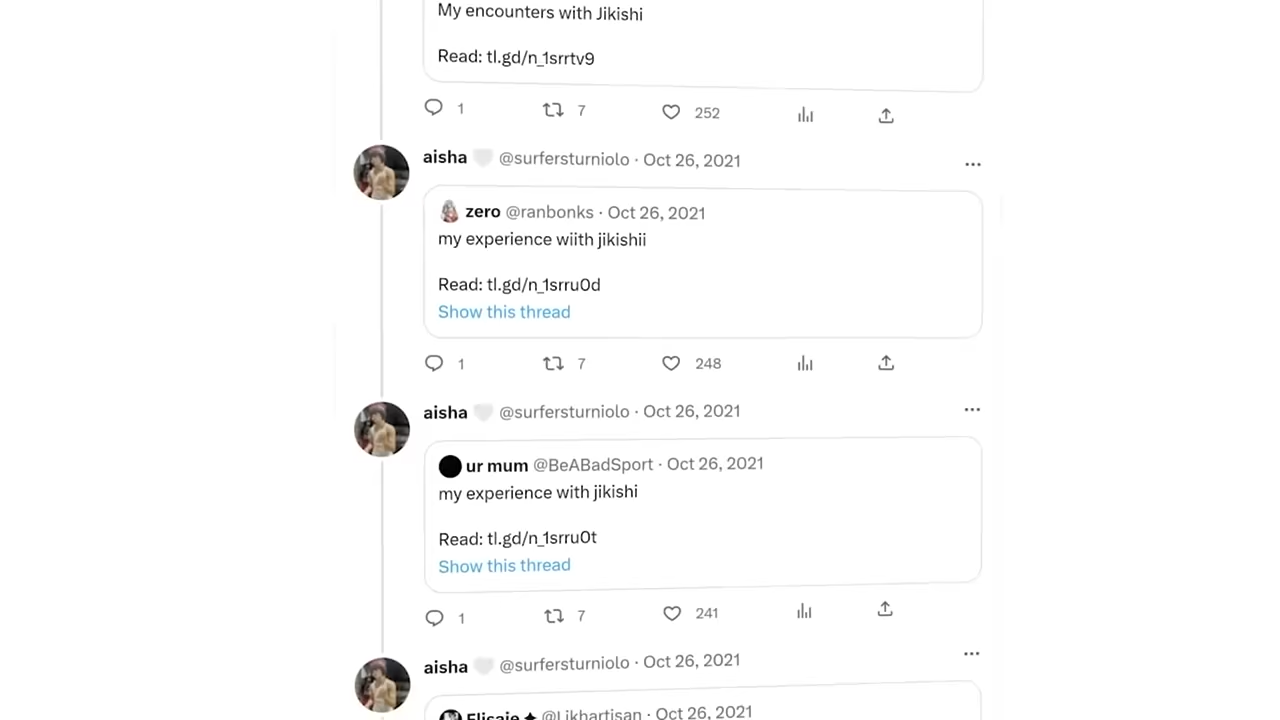 My encounters with Jikishi
Read: tl.gd/n_1srrtv9
1 7 252
aisha 🤍 @surfersturniolo · Oct 26, 2021 ...
zero @ranbonks · Oct 26, 2021
my experience wiith jikishii
Read: tl.gd/n_1srru0d
Show this thread
1 7 248
aisha 🤍 @surfersturniolo · Oct 26, 2021 ...
ur mum @BeABadSport · Oct 26, 2021
my experience with jikishi
Read: tl.gd/n_1srru0t
Show this thread
1 7 241
aisha 🤍 @surfersturniolo · Oct 26, 2021 ...
Elisaie ✦ @Likhartisan · Oct 26, 2021